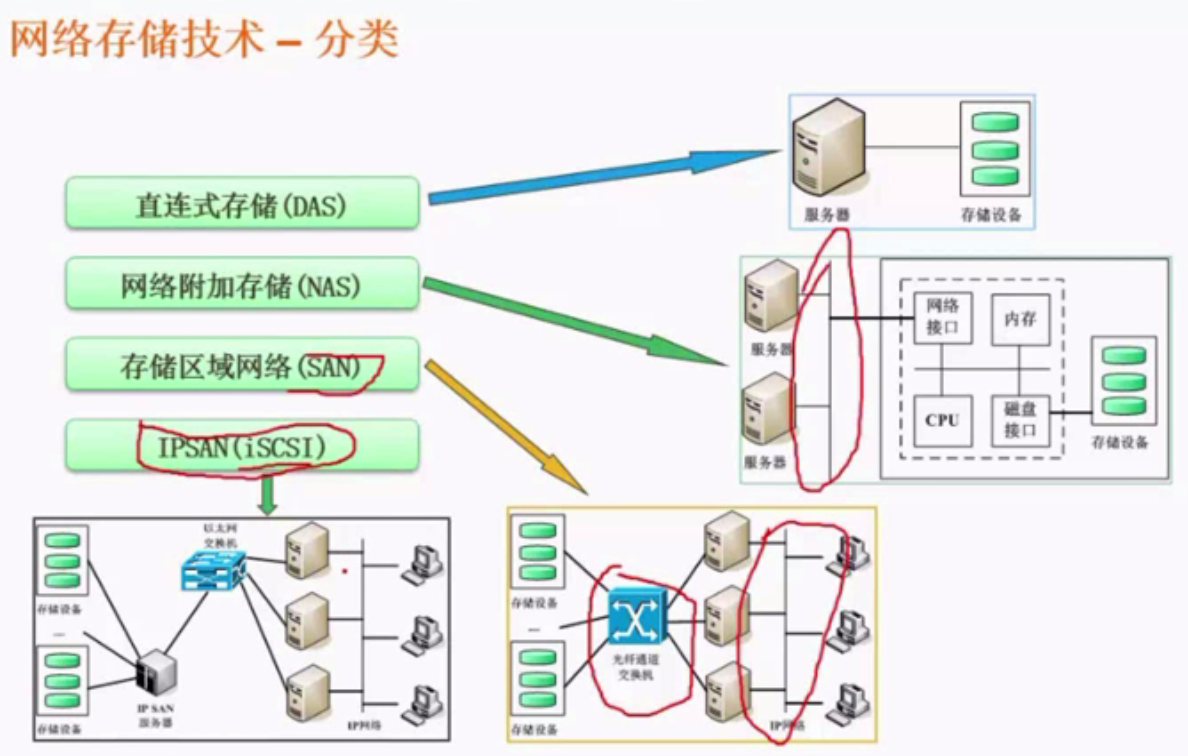 网络存储技术 – 分类
直连式存储(DAS)
网络附加存储(NAS)
存储区域网络(SAN)
IPSAN(iSCSI)
服务器
存储设备
服务器
服务器
网络
接口
内存
CPU
磁盘
接口
存储设备
存储设备
存储设备
以太网
交换机
IP SAN
服务器
IP网络
存储设备
存储设备
光纤通道
交换机
IP网络